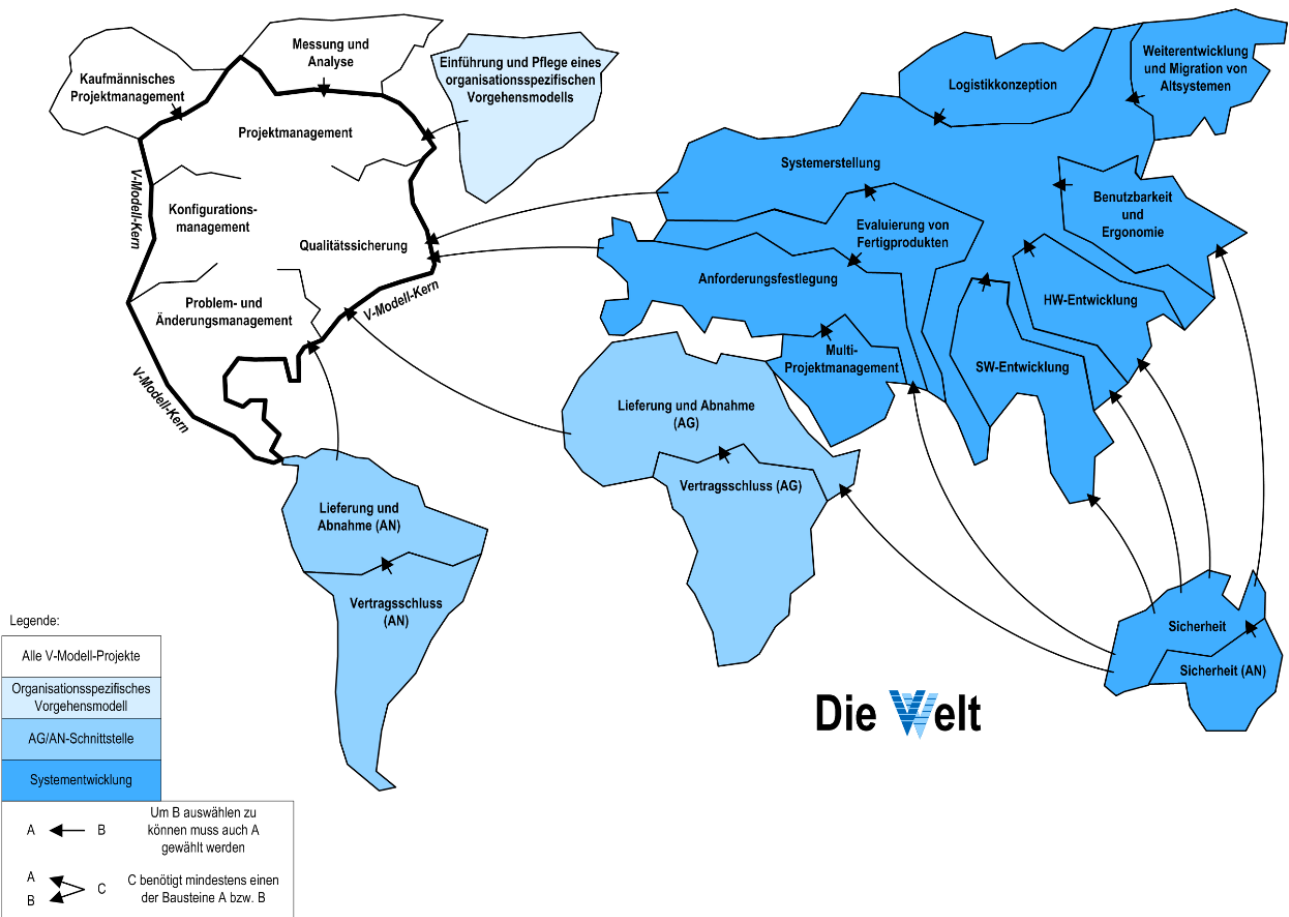 Messung und
Analyse
Kaufmännisches
Projektmanagement
Einführung und Pflege eines
organisationsspezifischen
Vorgehensmodells
Projektmanagement
V-Modell-Kern
Konfigurations-
management
Qualitätssicherung
Problem- und
Änderungsmanagement
V-Modell-Kern
V-Modell-Kern
Logistikkonzeption
Weiterentwicklung
und Migration von
Altsystemen
Systemerstellung
Benutzbarkeit
und
Ergonomie
Evaluierung von
Fertigprodukten
Anforderungsfestlegung
HW-Entwicklung
Multi-
Projektmanagement
SW-Entwicklung
Lieferung und Abnahme
(AG)
Vertragsschluss (AG)
Lieferung und
Abnahme (AN)
Vertragsschluss
(AN)
Sicherheit
Sicherheit (AN)
Die Welt
Legende:
Alle V-Modell-Projekte
Organisationsspezifisches
Vorgehensmodell
AG/AN-Schnittstelle
Systementwicklung
A B
Um B auswählen zu
können muss auch A
gewählt werden
A
B
C
C benötigt mindestens einen
der Bausteine A bzw. B